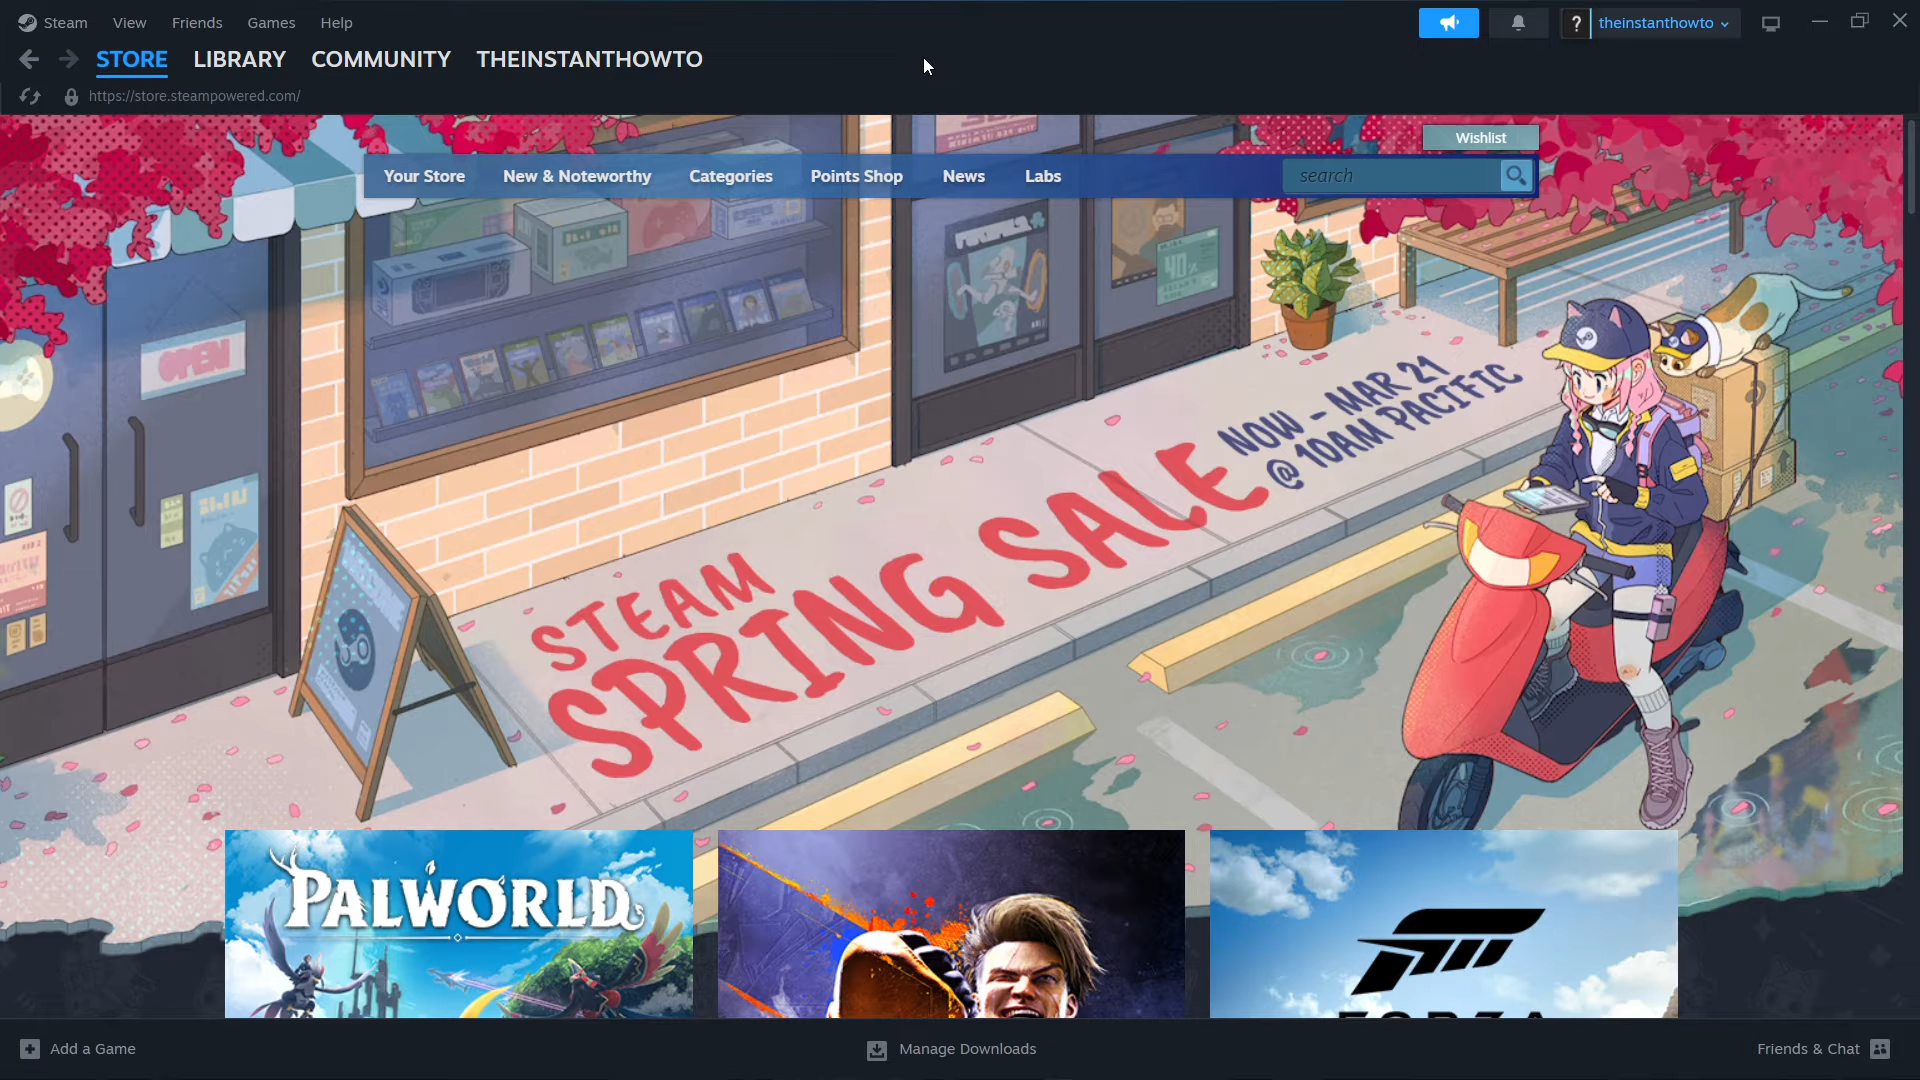 Steam View Friends Games Help
? theinstanthowto
STORE LIBRARY COMMUNITY THEINSTANTHOWTO
https://store.steampowered.com/
Wishlist
Your Store New & Noteworthy Categories Points Shop News Labs search
OPEN
40%
NOW - MAR 21
@ 10AM PACIFIC
STEAM
SPRING SALE
PALWORLD
FORZA
Add a Game Manage Downloads Friends & Chat